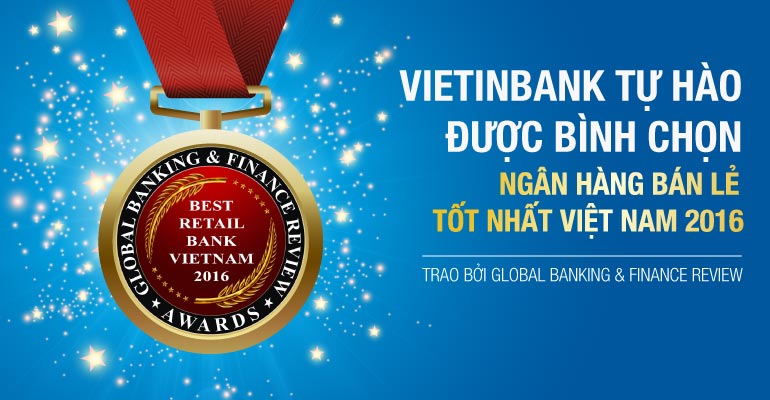 GLOBAL BANKING & FINANCE REVIEW
★ AWARDS ★
BEST
RETAIL
BANK
VIETNAM
2016
VIETINBANK TỰ HÀO
ĐƯỢC BÌNH CHỌN
NGÂN HÀNG BÁN LẺ
TỐT NHẤT VIỆT NAM 2016
TRAO BỞI GLOBAL BANKING & FINANCE REVIEW